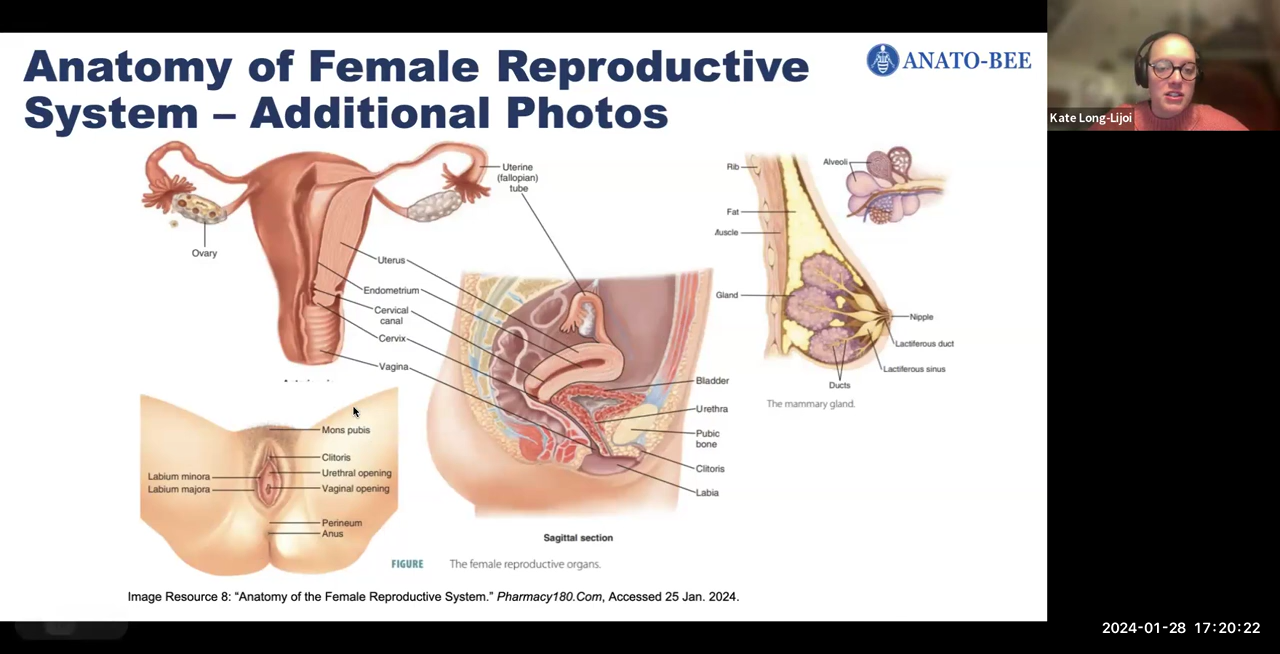 Anatomy of Female Reproductive
System – Additional Photos
ANATO-BEE
Kate Long-Lijoi
Uterine
(fallopian)
tube
Ovary
Uterus
Endometrium
Cervical
canal
Cervix
Vagina
Rib
Alveoli
Fat
Gland
Nipple
Lactiferous duct
Lactiferous sinus
Ducts
The mammary gland.
Mons pubis
Clitoris
Urethral opening
Vaginal opening
Labium minora
Labium majora
Perineum
Anus
Bladder
Urethra
Pubic
bone
Clitoris
Labia
Sagittal section
FIGURE The female reproductive organs.
Image Resource 8: “Anatomy of the Female Reproductive System.” Pharmacy180.Com, Accessed 25 Jan. 2024.
2024-01-28 17:20:22